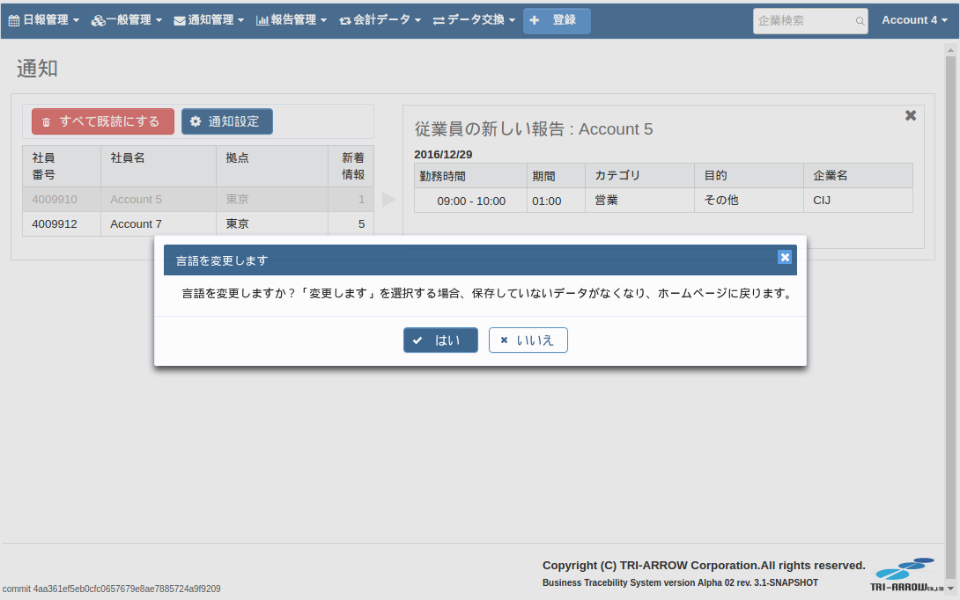 日報管理 一般管理 通知管理 報告管理 会計データ データ交換 登録 企業検索 Account 4
通知
すべて既読にする 通知設定
従業員の新しい報告 : Account 5
2016/12/29
社員番号 社員名 拠点 新着情報
4009910 Account 5 東京 1
4009912 Account 7 東京 5
勤務時間 期間 カテゴリ 目的 企業名
09:00 - 10:00 01:00 営業 その他 CIJ
言語を変更します
言語を変更しますか？「変更します」を選択する場合、保存していないデータがなくなり、ホームページに戻ります。
はい いいえ
Copyright (C) TRI-ARROW Corporation.All rights reserved.
Business Tracebility System version Alpha 02 rev. 3.1-SNAPSHOT
TRI-ARROW CO.,LTD
commit 4aa361ef5eb0cfc0657679e8ae7885724a9f9209